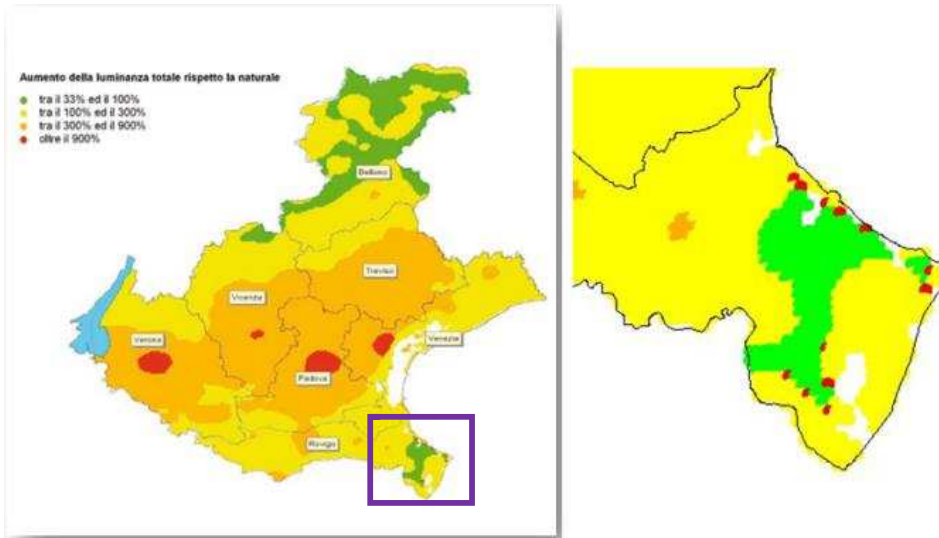 Aumento della luminanza totale rispetto la naturale
tra il 33% ed il 100%
tra il 100% ed il 300%
tra il 300% ed il 900%
oltre il 900%
Belluno
Treviso
Vicenza
Verona
Venezia
Padova
Rovigo